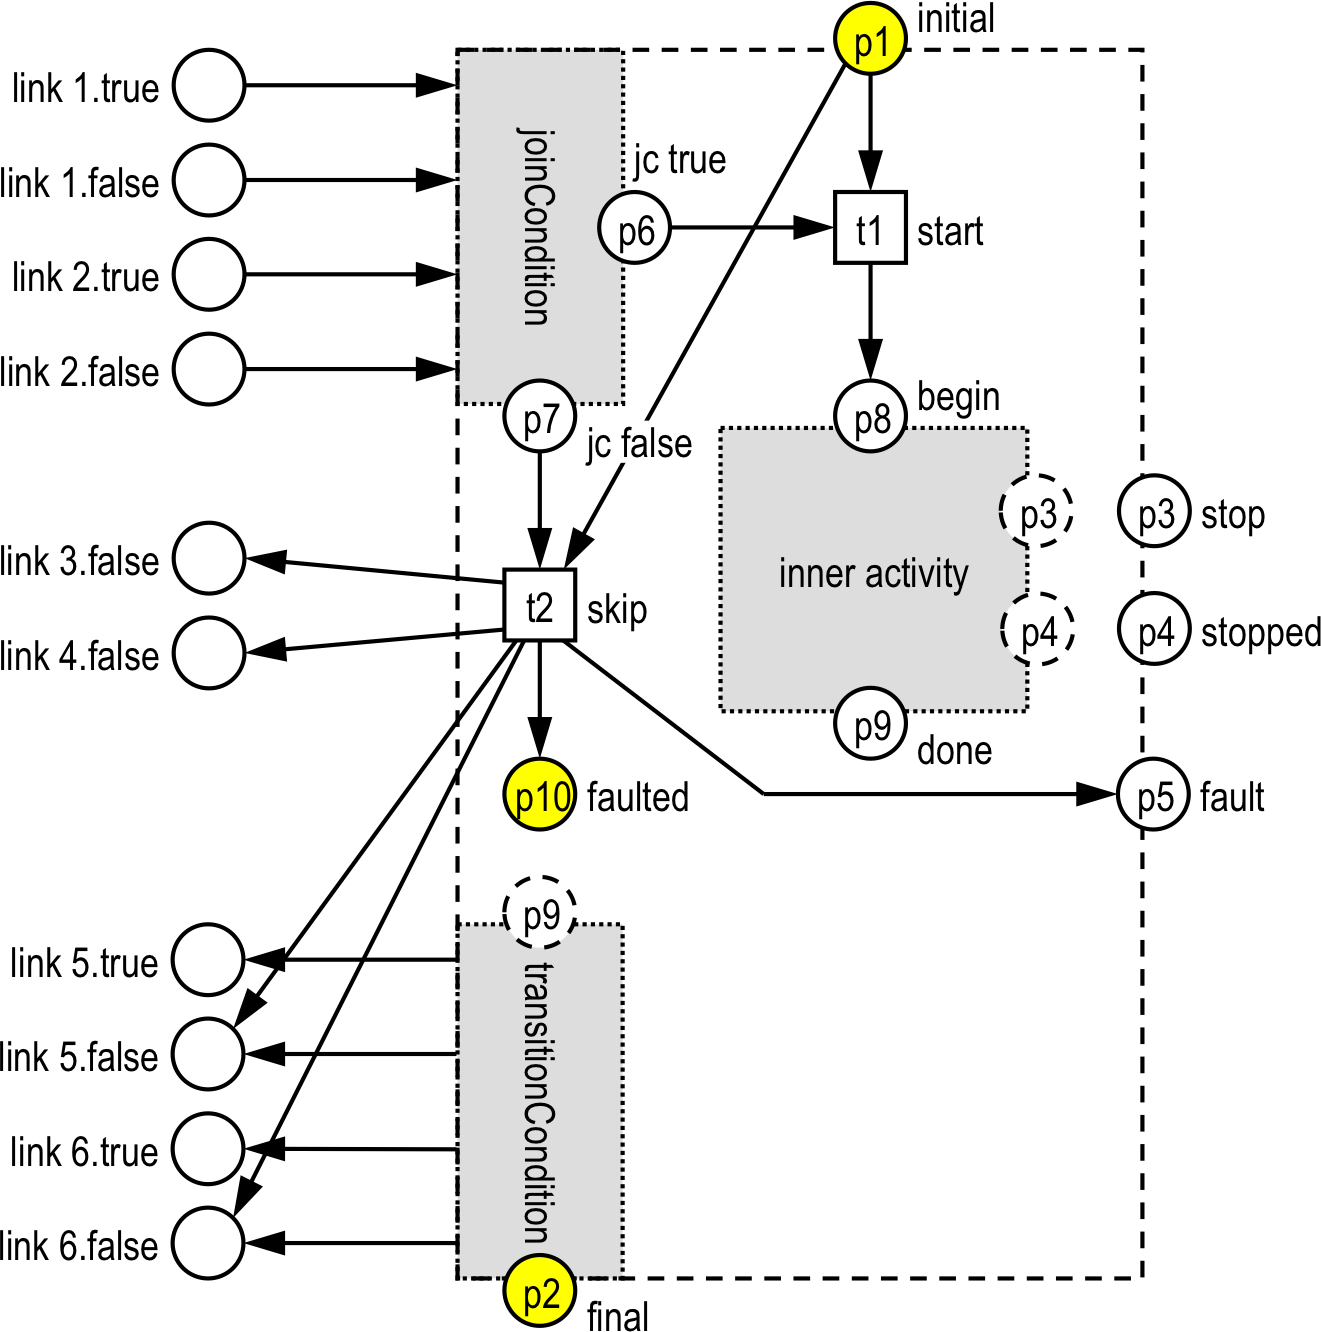 initial
p1
link 1.true
joinCondition
jc true
link 1.false
p6
t1
start
link 2.true
link 2.false
p7
jc false
begin
p8
p3
p3
stop
link 3.false
inner activity
t2
skip
link 4.false
p4
p4
stopped
p9
done
p10
faulted
p5
fault
p9
link 5.true
transitionCondition
link 5.false
link 6.true
link 6.false
p2
final